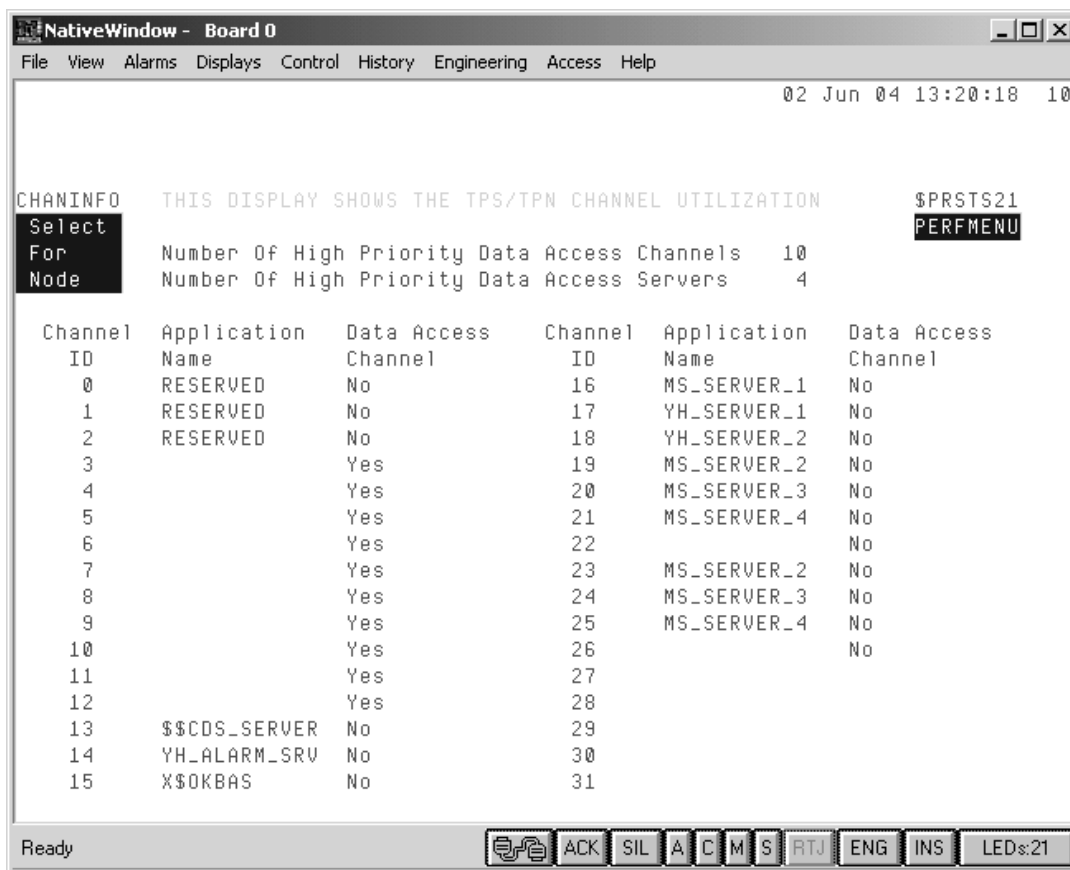 NativeWindow - Board 0
File View Alarms Displays Control History Engineering Access Help
02 Jun 04 13:20:18 10
CHANINFO THIS DISPLAY SHOWS THE TPS/TPN CHANNEL UTILIZATION $PRSTS21
Select PERFMENU
For Number Of High Priority Data Access Channels 10
Node Number Of High Priority Data Access Servers 4
Channel Application Data Access Channel Application Data Access
ID Name Channel ID Name Channel
0 RESERVED No 16 MS_SERVER_1 No
1 RESERVED No 17 YH_SERVER_1 No
2 RESERVED No 18 YH_SERVER_2 No
3 Yes 19 MS_SERVER_2 No
4 Yes 20 MS_SERVER_3 No
5 Yes 21 MS_SERVER_4 No
6 Yes 22 No
7 Yes 23 MS_SERVER_2 No
8 Yes 24 MS_SERVER_3 No
9 Yes 25 MS_SERVER_4 No
10 Yes 26 No
11 Yes 27
12 Yes 28
13 $$CDS_SERVER No 29
14 YH_ALARM_SRV No 30
15 X$OKBAS No 31
Ready ACK SIL A C M S RTJ ENG INS LEDs:21